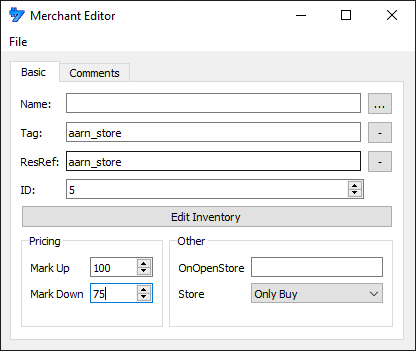 Merchant Editor
File
Basic Comments
Name: ...
Tag: aarn_store -
ResRef: aarn_store -
ID: 5
Edit Inventory
Pricing Other
Mark Up 100 OnOpenStore
Mark Down 75 Store Only Buy